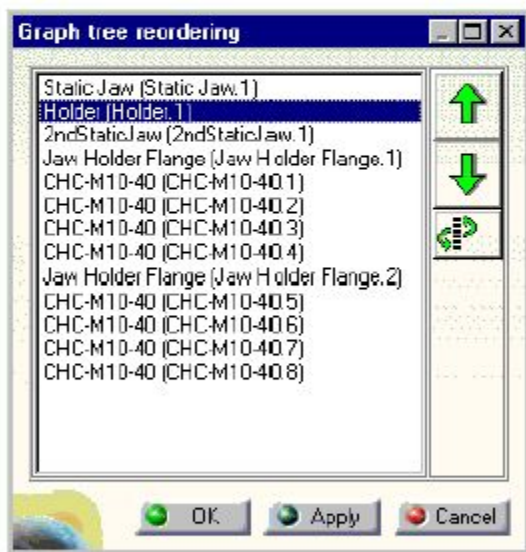 Graph tree reordering
Static Jaw (Static Jaw.1)
Holder (Holder.1)
2ndStaticJaw (2ndStaticJaw.1)
Jaw Holder Flange (Jaw Holder Flange.1)
CHC-M10-40 (CHC-M10-40.1)
CHC-M10-40 (CHC-M10-40.2)
CHC-M10-40 (CHC-M10-40.3)
CHC-M10-40 (CHC-M10-40.4)
Jaw Holder Flange (Jaw Holder Flange.2)
CHC-M10-40 (CHC-M10-40.5)
CHC-M10-40 (CHC-M10-40.6)
CHC-M10-40 (CHC-M10-40.7)
CHC-M10-40 (CHC-M10-40.8)
OK Apply Cancel